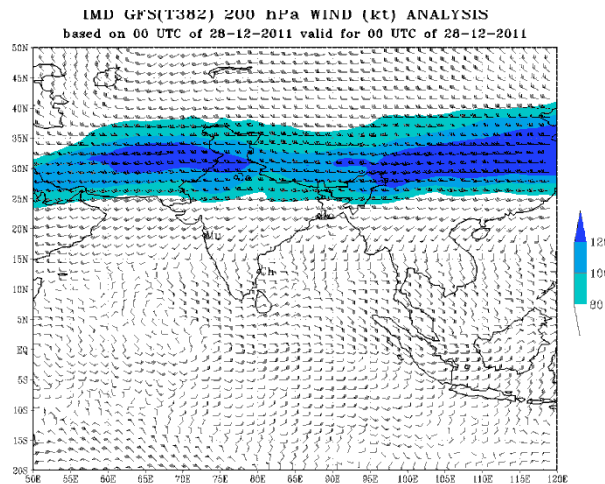 IMD GFS(T382) 200 hPa WIND (kt) ANALYSIS
based on 00 UTC of 28-12-2011 valid for 00 UTC of 28-12-2011
50N
45N
40N
35N
30N
25N
20N
15N
10N
5N
EQ
5S
10S
15S
20S
50E 55E 60E 65E 70E 75E 80E 85E 90E 95E 100E 105E 110E 115E 120E
120
100
80